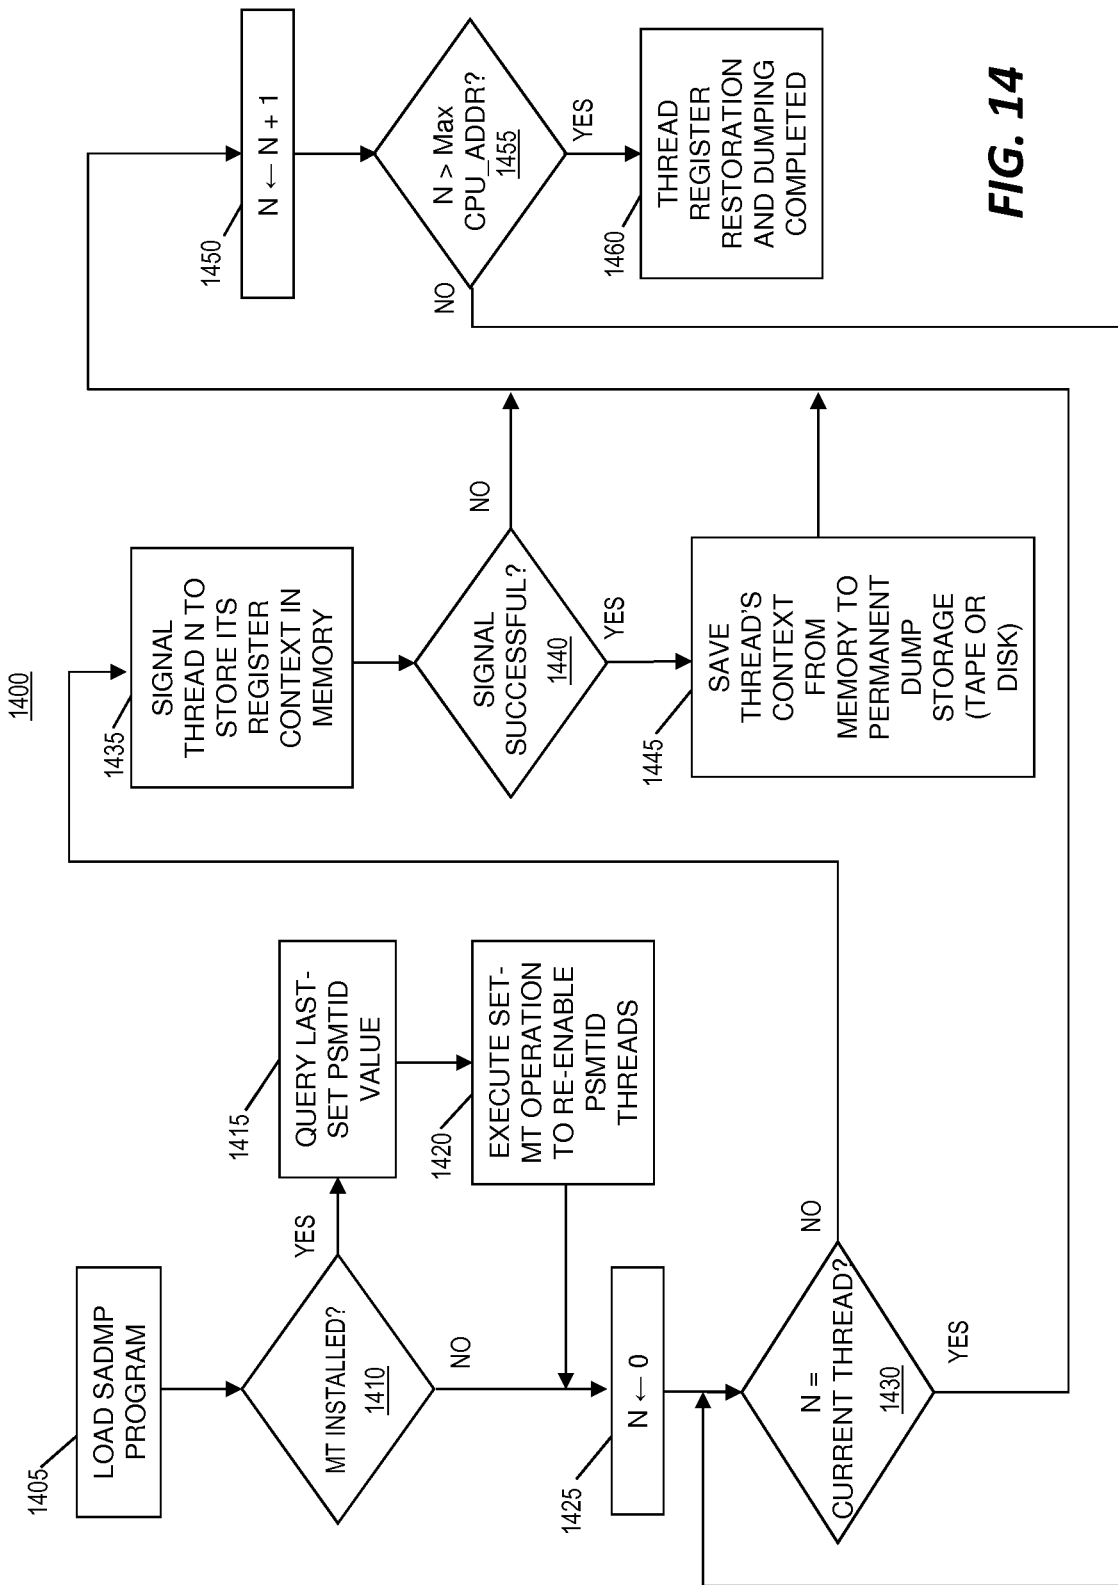 1400
1405
LOAD SADMP
PROGRAM
MT INSTALLED?
1410
YES
NO
1415
QUERY LAST-
SET PSMTID
VALUE
1420
EXECUTE SET-
MT OPERATION
TO RE-ENABLE
PSMTID
THREADS
1425
N ← 0
N =
CURRENT THREAD?
1430
NO
YES
1435
SIGNAL
THREAD N TO
STORE ITS
REGISTER
CONTEXT IN
MEMORY
SIGNAL
SUCCESSFUL?
1440
NO
YES
1445
SAVE
THREAD'S
CONTEXT
FROM
MEMORY TO
PERMANENT
DUMP
STORAGE
(TAPE OR
DISK)
1450
N ← N + 1
N > Max
CPU_ADDR?
1455
NO
YES
1460
THREAD
REGISTER
RESTORATION
AND DUMPING
COMPLETED
FIG. 14